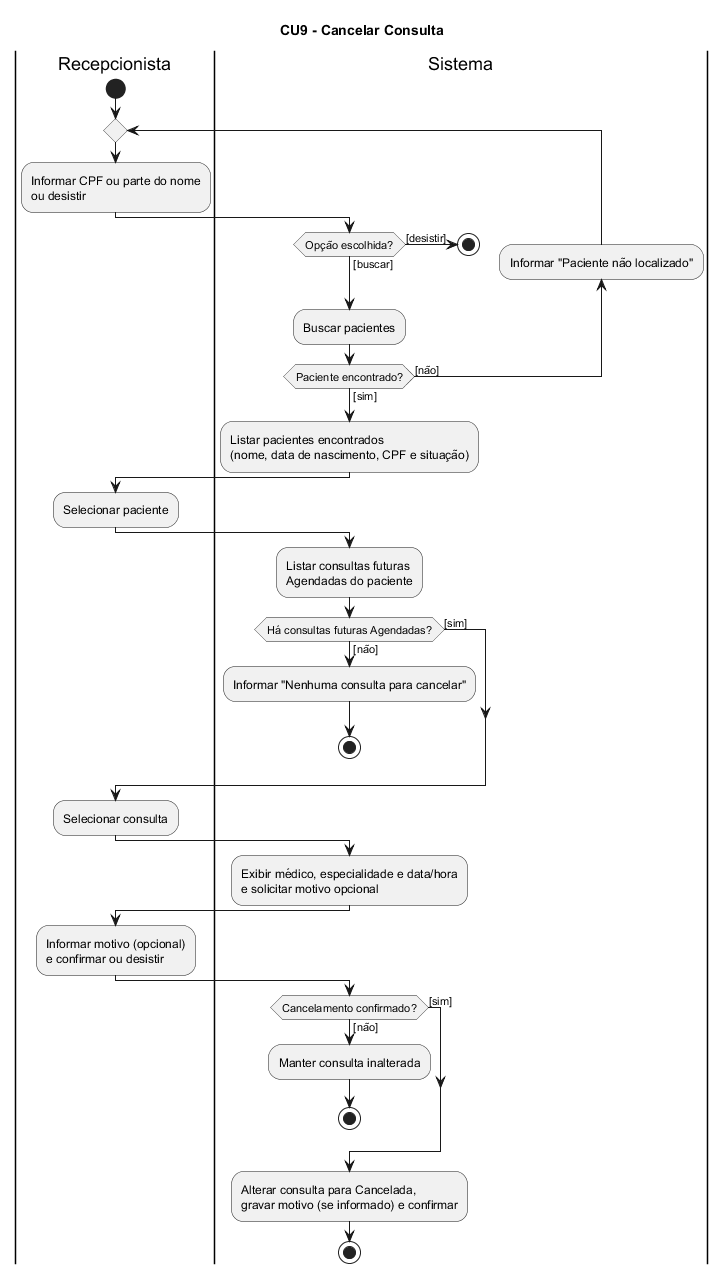 CU9 - Cancelar Consulta
Recepcionista
Sistema
Informar CPF ou parte do nome
ou desistir
Opção escolhida?
[desistir]
[buscar]
Informar "Paciente não localizado"
Buscar pacientes
Paciente encontrado?
[não]
[sim]
Listar pacientes encontrados
(nome, data de nascimento, CPF e situação)
Selecionar paciente
Listar consultas futuras
Agendadas do paciente
Há consultas futuras Agendadas?
[sim]
[não]
Informar "Nenhuma consulta para cancelar"
Selecionar consulta
Exibir médico, especialidade e data/hora
e solicitar motivo opcional
Informar motivo (opcional)
e confirmar ou desistir
Cancelamento confirmado?
[sim]
[não]
Manter consulta inalterada
Alterar consulta para Cancelada,
gravar motivo (se informado) e confirmar